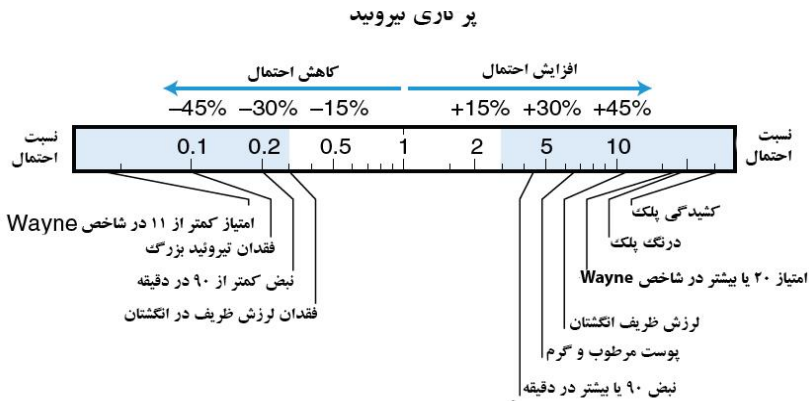 پر کاری تیروئید
کاهش احتمال افزایش احتمال
–45% –30% –15% +15% +30% +45%
نسبت احتمال 0.1 0.2 0.5 1 2 5 10 نسبت احتمال
کشیدگی پلک
امتیاز کمتر از ۱۱ در شاخص Wayne
درنگ پلک
فقدان تیروئید بزرگ
امتیاز ۲۰ یا بیشتر در شاخص Wayne
نبض کمتر از ۹۰ در دقیقه
فقدان لرزش ظریف در انگشتان
لرزش ظریف انگشتان
پوست مرطوب و گرم
نبض ۹۰ یا بیشتر در دقیقه